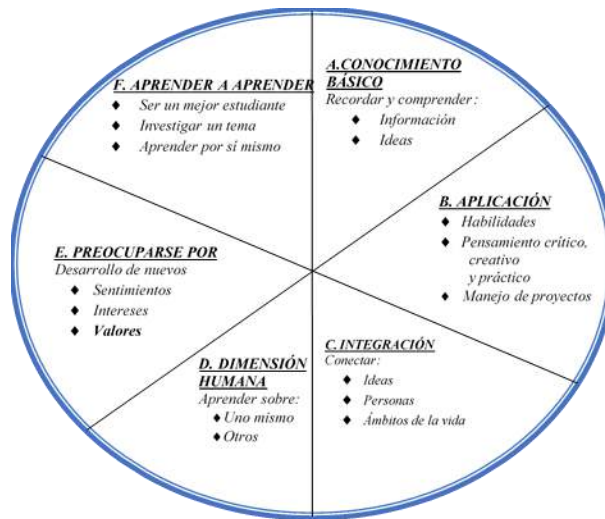 A.CONOCIMIENTO
BÁSICO
Recordar y comprender:
♦ Información
♦ Ideas
B. APLICACIÓN
♦ Habilidades
♦ Pensamiento crítico,
creativo
y práctico
♦ Manejo de proyectos
C. INTEGRACIÓN
Conectar:
♦ Ideas
♦ Personas
♦ Ámbitos de la vida
D. DIMENSIÓN
HUMANA
Aprender sobre:
♦ Uno mismo
♦ Otros
E. PREOCUPARSE POR
Desarrollo de nuevos
♦ Sentimientos
♦ Intereses
♦ Valores
F. APRENDER A APRENDER
♦ Ser un mejor estudiante
♦ Investigar un tema
♦ Aprender por sí mismo